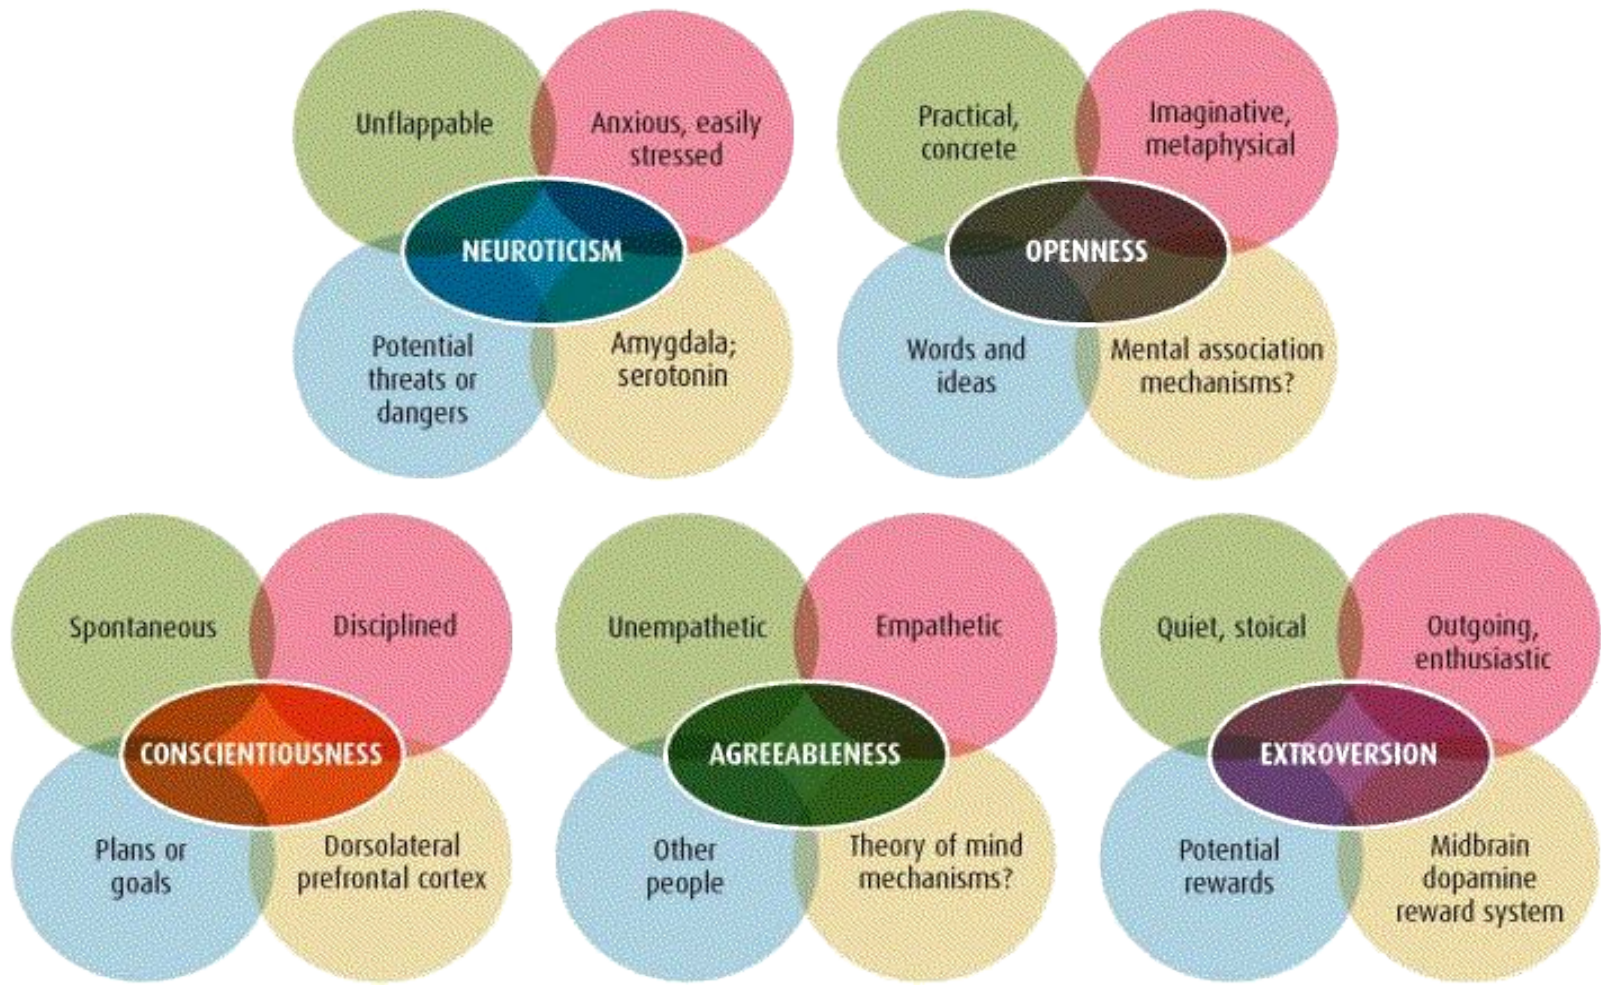 Unflappable
Anxious, easily
stressed
NEUROTICISM
Potential
threats or
dangers
Amygdala;
serotonin
Practical,
concrete
Imaginative,
metaphysical
OPENNESS
Words and
ideas
Mental association
mechanisms?
Spontaneous
Disciplined
CONSCIENTIOUSNESS
Plans or
goals
Dorsolateral
prefrontal cortex
Unempathetic
Empathetic
AGREEABLENESS
Other
people
Theory of mind
mechanisms?
Quiet, stoical
Outgoing,
enthusiastic
EXTROVERSION
Potential
rewards
Midbrain
dopamine
reward system